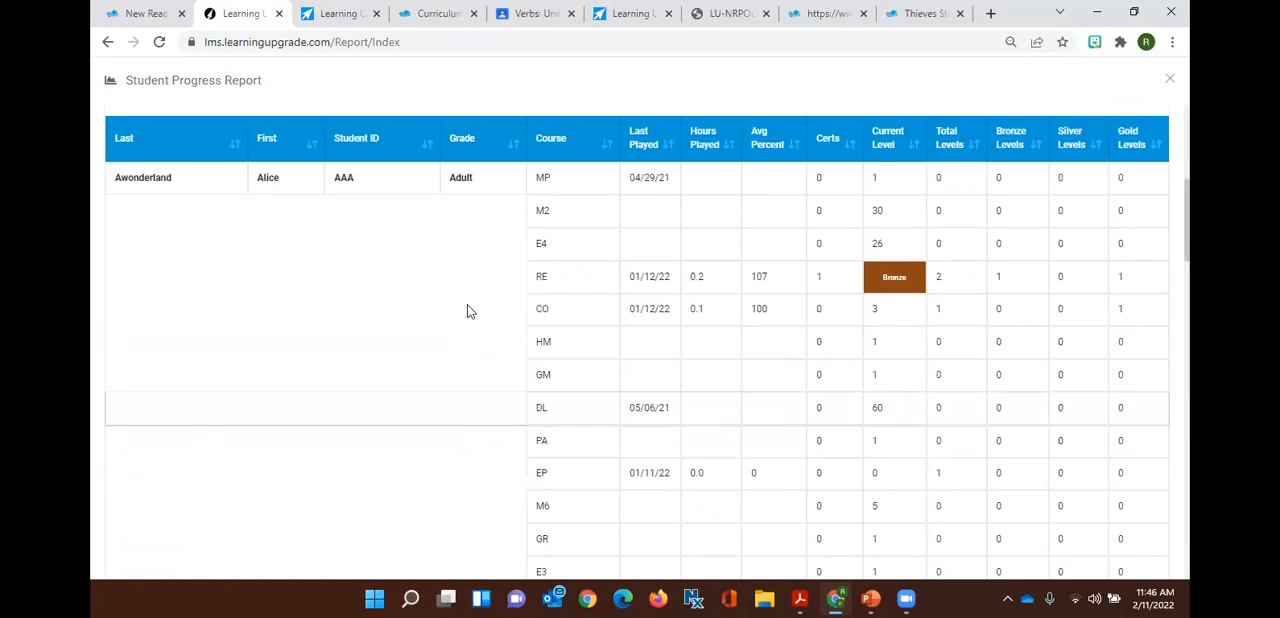 New Reac Learning U Learning U Curriculum Verbs: Uni Learning U LU-NRPOL https://ww Thieves St
lms.learningupgrade.com/Report/Index R
Student Progress Report
Last First Student ID Grade Course Last Played Hours Played Avg Percent Certs Current Level Total Levels Bronze Levels Silver Levels Gold Levels
Awonderland Alice AAA Adult MP 04/29/21 0 1 0 0 0 0
M2 0 30 0 0 0 0
E4 0 26 0 0 0 0
RE 01/12/22 0.2 107 1 Bronze 2 1 0 1
CO 01/12/22 0.1 100 0 3 1 0 0 1
HM 0 1 0 0 0 0
GM 0 1 0 0 0 0
DL 05/06/21 0 60 0 0 0 0
PA 0 1 0 0 0 0
EP 01/11/22 0.0 0 0 0 1 0 0 0
M6 0 5 0 0 0 0
GR 0 1 0 0 0 0
E3 0 1 0 0 0 0
11:46 AM
2/11/2022